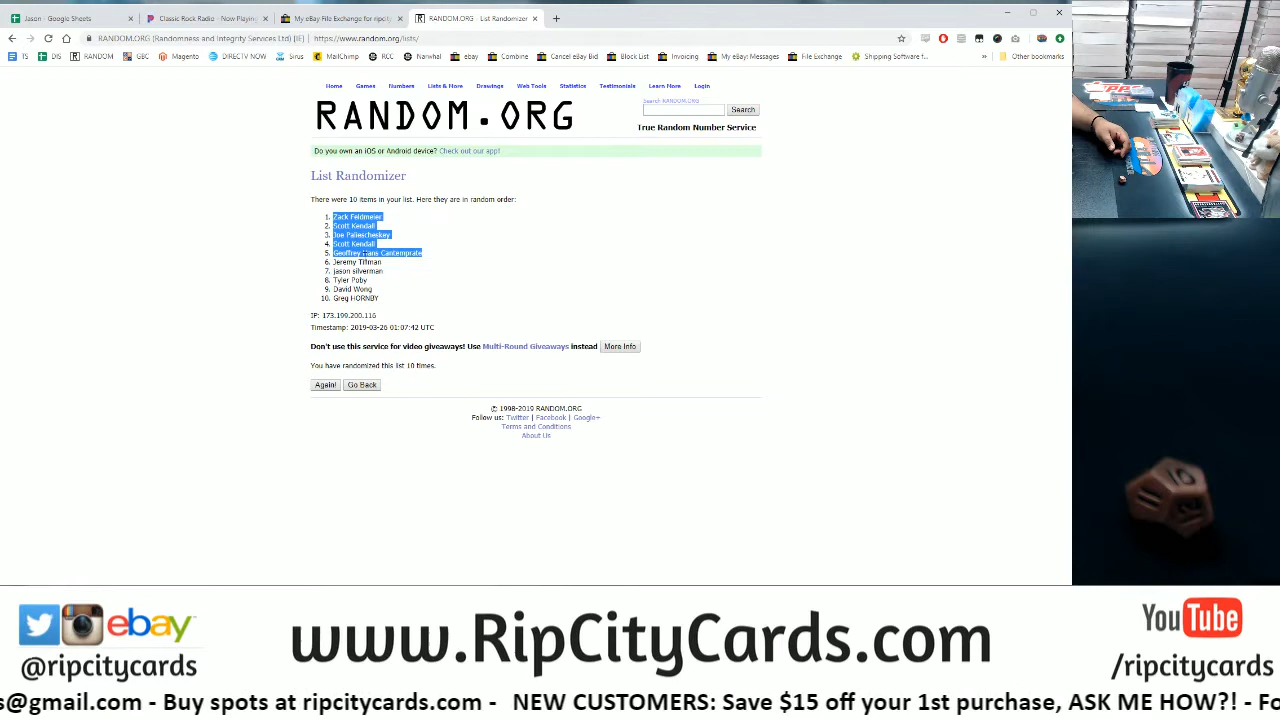 Jason - Google Sheets
Classic Rock Radio - Now Playing
My eBay File Exchange for ripcity
RANDOM.ORG - List Randomizer
RANDOM.ORG (Randomness and Integrity Services Ltd) [IE] | https://www.random.org/lists/
TS DIS RANDOM GBC Magento DIRECTV NOW Sirus MailChimp RCC Narwhal ebay Combine Cancel eBay Bid Block List Invoicing My eBay Messages File Exchange Shipping Software f... » Other bookmarks
Home Games Numbers Lists & More Drawings Web Tools Statistics Testimonials Learn More Login
RANDOM.ORG
Search RANDOM.ORG
Search
True Random Number Service
Do you own an iOS or Android device? Check out our app!
List Randomizer
There were 10 items in your list. Here they are in random order:
1. Zack Feldmeier
2. Scott Kendall
3. Joe Paliescheskey
4. Scott Kendall
5. Geoffrey Hans Cantemprate
6. Jeremy Tillman
7. jason silverman
8. Tyler Poby
9. David Wong
10. Greg HORNBY
IP: 173.199.200.116
Timestamp: 2019-03-26 01:07:42 UTC
Don't use this service for video giveaways! Use Multi-Round Giveaways instead More Info
You have randomized this list 10 times.
Again! Go Back
© 1998-2019 RANDOM.ORG
Follow us: Twitter | Facebook | Google+
Terms and Conditions
About Us
10
11
ebay
@ripcitycards
www.RipCityCards.com
YouTube
/ripcitycards
s@gmail.com - Buy spots at ripcitycards.com - NEW CUSTOMERS: Save $15 off your 1st purchase, ASK ME HOW?! - Fo